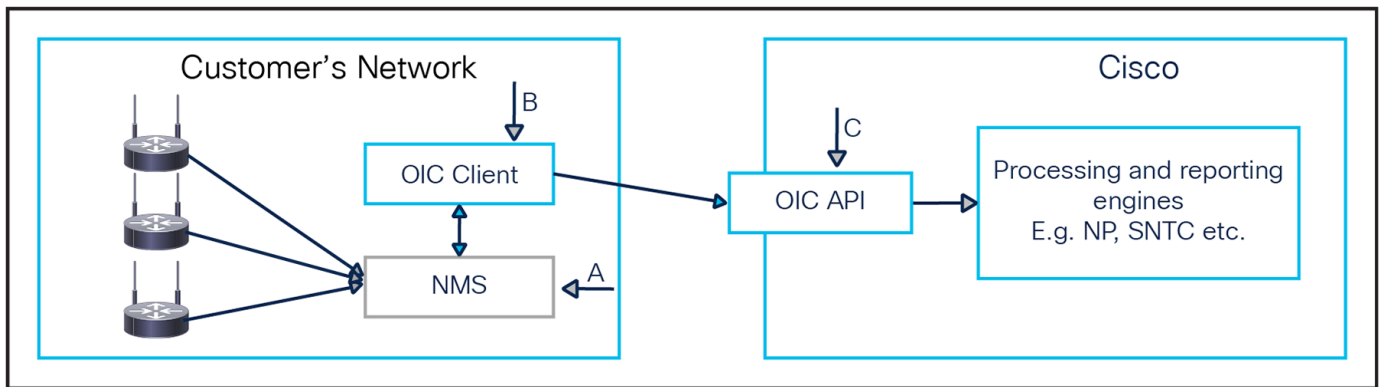 Customer's Network
Cisco
B
C
OIC Client
OIC API
Processing and reporting
engines
E.g. NP, SNTC etc.
NMS
A